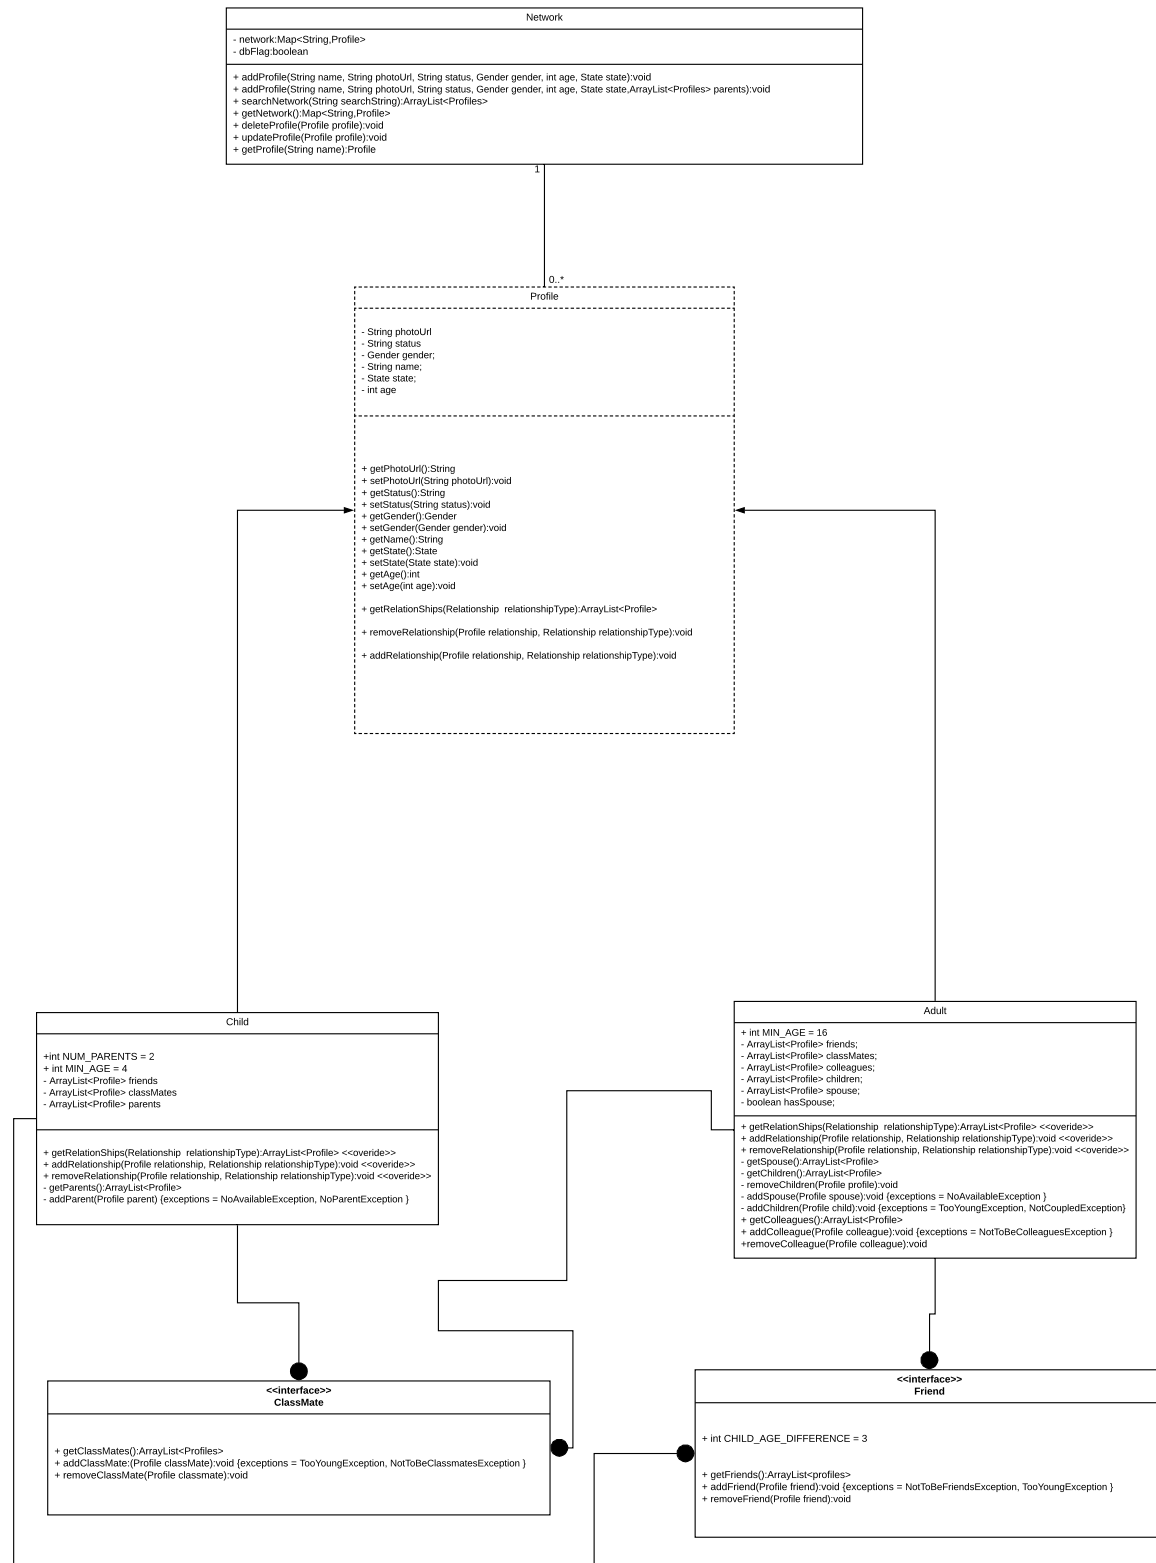 Network
- network:Map<String,Profile>
- dbFlag:boolean
+ addProfile(String name, String photoUrl, String status, Gender gender, int age, State state):void
+ addProfile(String name, String photoUrl, String status, Gender gender, int age, State state,ArrayList<Profiles> parents):void
+ searchNetwork(String searchString):ArrayList<Profiles>
+ getNetwork():Map<String,Profile>
+ deleteProfile(Profile profile):void
+ updateProfile(Profile profile):void
+ getProfile(String name):Profile
1
0..*
Profile
- String photoUrl
- String status
- Gender gender;
- String name;
- State state;
- int age
+ getPhotoUrl():String
+ setPhotoUrl(String photoUrl):void
+ getStatus():String
+ setStatus(String status):void
+ getGender():Gender
+ setGender(Gender gender):void
+ getName():String
+ getState():State
+ setState(State state):void
+ getAge():int
+ setAge(int age):void
+ getRelationShips(Relationship  relationshipType):ArrayList<Profile>
+ removeRelationship(Profile relationship, Relationship relationshipType):void
+ addRelationship(Profile relationship, Relationship relationshipType):void
Child
+int NUM_PARENTS = 2
+ int MIN_AGE = 4
- ArrayList<Profile> friends
- ArrayList<Profile> classMates
- ArrayList<Profile> parents
+ getRelationShips(Relationship  relationshipType):ArrayList<Profile> <<overide>>
+ addRelationship(Profile relationship, Relationship relationshipType):void <<overide>>
+ removeRelationship(Profile relationship, Relationship relationshipType):void <<overide>>
- getParents():ArrayList<Profile>
- addParent(Profile parent) {exceptions = NoAvailableException, NoParentException }
Adult
+ int MIN_AGE = 16
- ArrayList<Profile> friends;
- ArrayList<Profile> classMates;
- ArrayList<Profile> colleagues;
- ArrayList<Profile> children;
- ArrayList<Profile> spouse;
- boolean hasSpouse;
+ getRelationShips(Relationship  relationshipType):ArrayList<Profile> <<overide>>
+ addRelationship(Profile relationship, Relationship relationshipType):void <<overide>>
+ removeRelationship(Profile relationship, Relationship relationshipType):void <<overide>>
- getSpouse():ArrayList<Profile>
- getChildren():ArrayList<Profile>
- removeChildren(Profile profile):void
- addSpouse(Profile spouse):void {exceptions = NoAvailableException }
- addChildren(Profile child):void {exceptions = TooYoungException, NotCoupledException}
+ getColleagues():ArrayList<Profile>
+ addColleague(Profile colleague):void {exceptions = NotToBeColleaguesException }
+removeColleague(Profile colleague):void
<<interface>>
ClassMate
+ getClassMates():ArrayList<Profiles>
+ addClassMate:(Profile classMate):void {exceptions = TooYoungException, NotToBeClassmatesException }
+ removeClassMate(Profile classmate):void
<<interface>>
Friend
+ int CHILD_AGE_DIFFERENCE = 3
+ getFriends():ArrayList<profiles>
+ addFriend(Profile friend):void {exceptions = NotToBeFriendsException, TooYoungException }
+ removeFriend(Profile friend):void